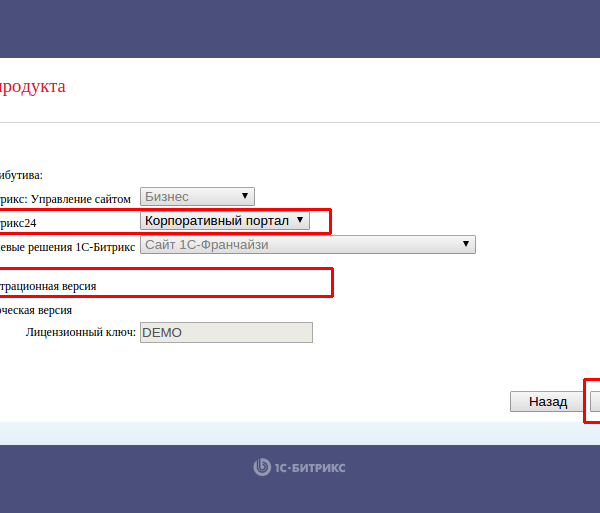 продукта
ибутива:
трикс: Управление сайтом Бизнес
трикс24 Корпоративный портал
евые решения 1С-Битрикс Сайт 1С-Франчайзи
трационная версия
ческая версия
Лицензионный ключ: DEMO
Назад
1С-БИТРИКС